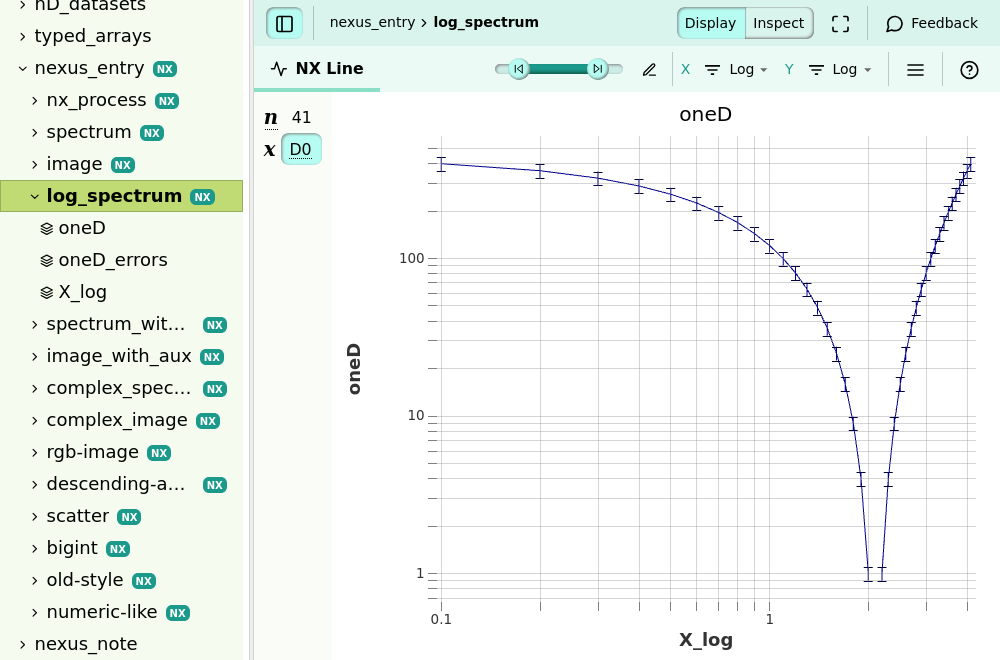 nD_datasets
typed_arrays
nexus_entry NX
nx_process NX
spectrum NX
image NX
log_spectrum NX
oneD
oneD_errors
X_log
spectrum_wit... NX
image_with_aux NX
complex_spec... NX
complex_image NX
rgb-image NX
descending-a... NX
scatter NX
bigint NX
old-style NX
numeric-like NX
nexus_note
nexus_entry › log_spectrum
Display Inspect Feedback
NX Line X Log Y Log
n 41
x D0
oneD
100
10
1
oneD
0.1 1
X_log